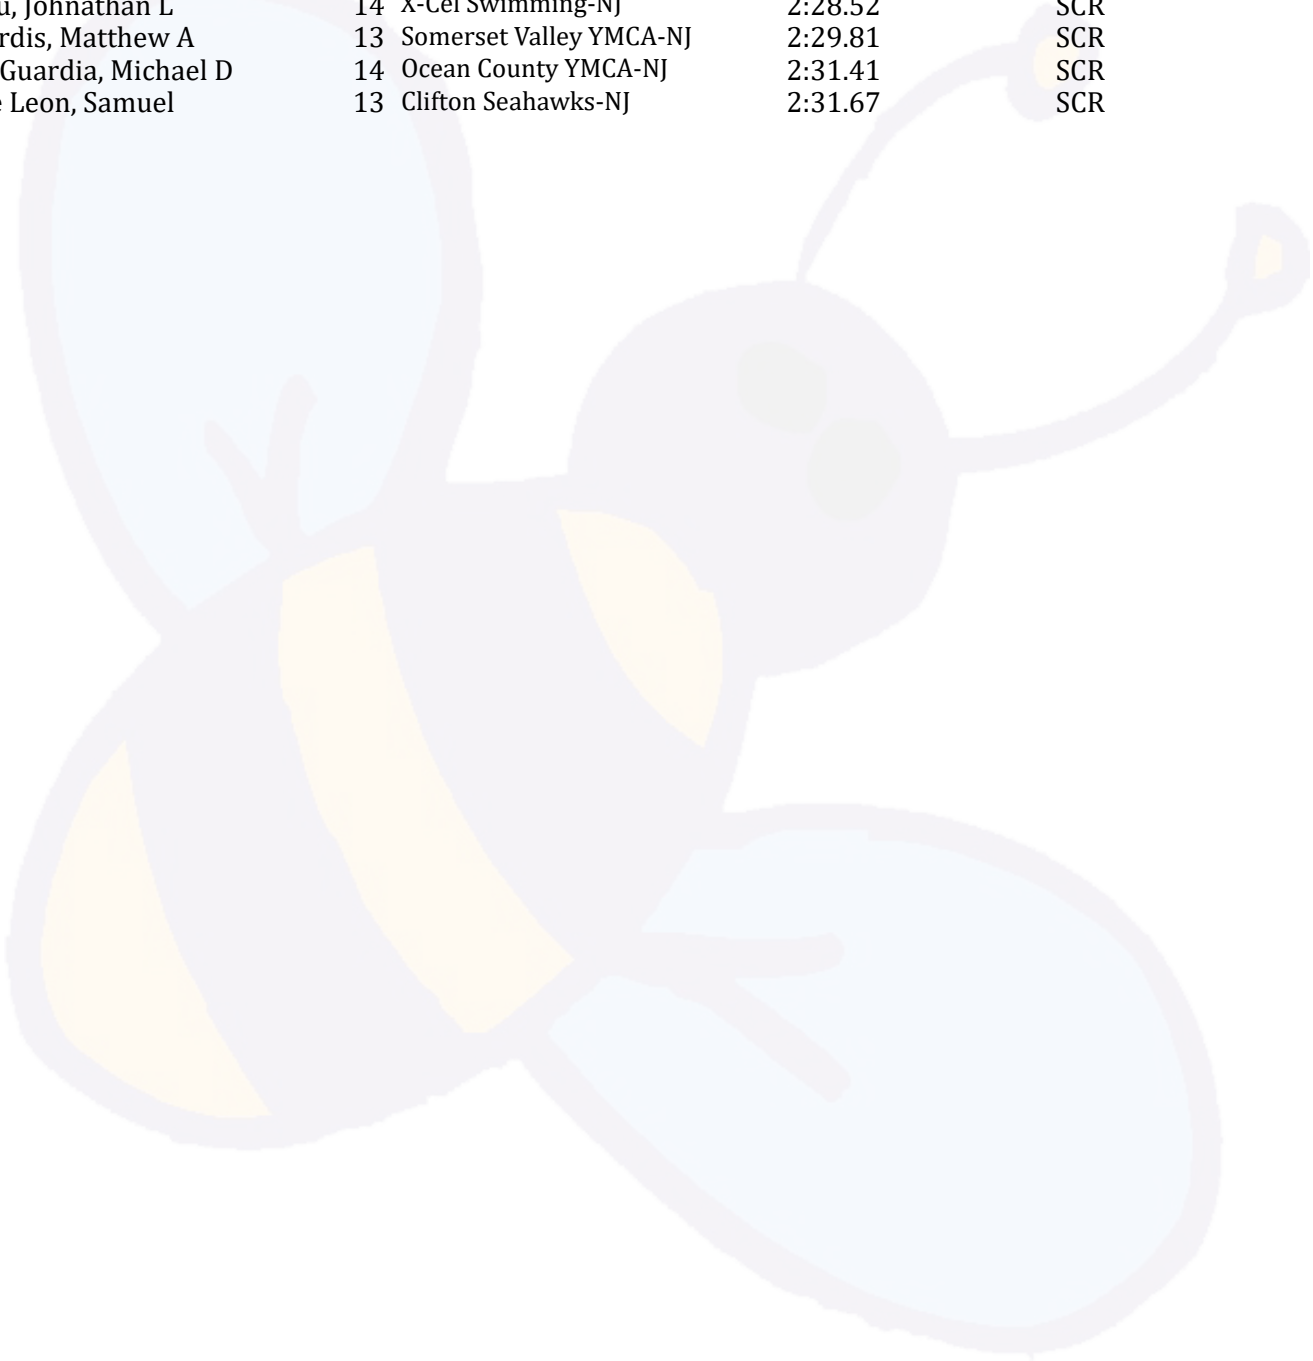 Johnathan L 14 X-Cel Swimming-NJ 2:28.52 SCR
Matthew A 13 Somerset Valley YMCA-NJ 2:29.81 SCR
Guardia, Michael D 14 Ocean County YMCA-NJ 2:31.41 SCR
Leon, Samuel 13 Clifton Seahawks-NJ 2:31.67 SCR